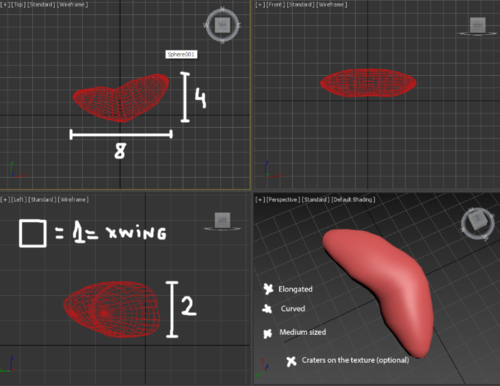 [+] [Top] [Standard] [Wireframe]
Sphere001
4
8
[+] [Front] [Standard] [Wireframe]
[+] [Left] [Standard] [Wireframe]
= 1 = XWING
2
[+] [Perspective] [Standard] [Default Shading]
Elongated
Curved
Medium sized
Craters on the texture (optional)